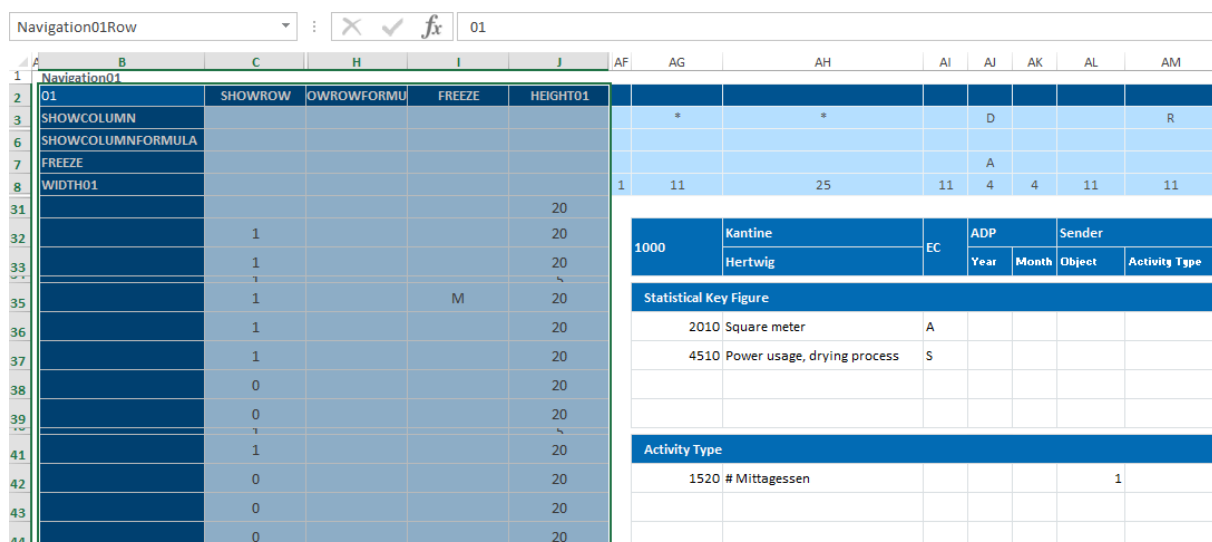 Navigation01Row fx 01
A B C H I J AF AG AH AI AJ AK AL AM
1 Navigation01
2 01 SHOWROW OWROWFORMU FREEZE HEIGHT01
3 SHOWCOLUMN * * D R
6 SHOWCOLUMNFORMULA
7 FREEZE A
8 WIDTH01 1 11 25 11 4 4 11 11
31 20
32 1 20 1000 Kantine EC ADP Sender
33 1 20 Hertwig Year Month Object Activity Type
35 1 M 20 Statistical Key Figure
36 1 20 2010 Square meter A
37 1 20 4510 Power usage, drying process S
38 0 20
39 0 20
41 1 20 Activity Type
42 0 20 1520 # Mittagessen 1
43 0 20
44 0 20